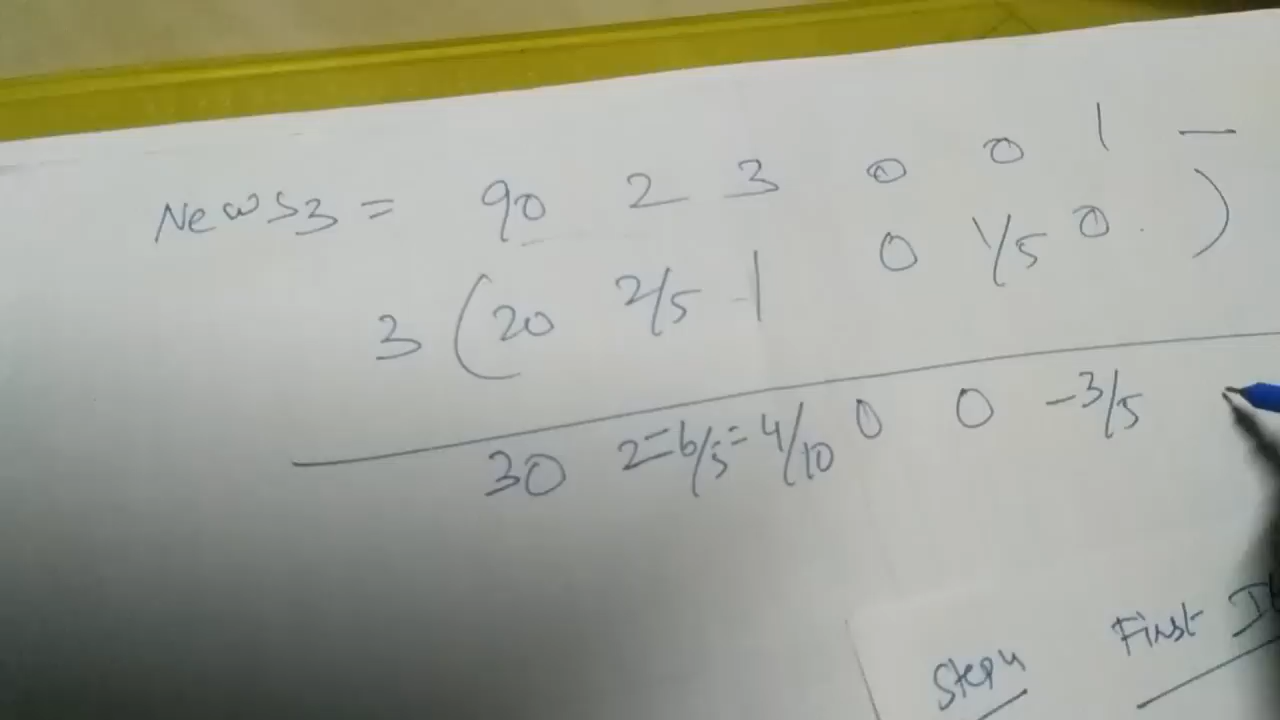 New S3 = 90 2 3 0 0 1 —
3 ( 20 2/5 1 0 1/5 0 . )
30 2 = 6/5 = 4/10 0 0 -3/5
Step 4 First